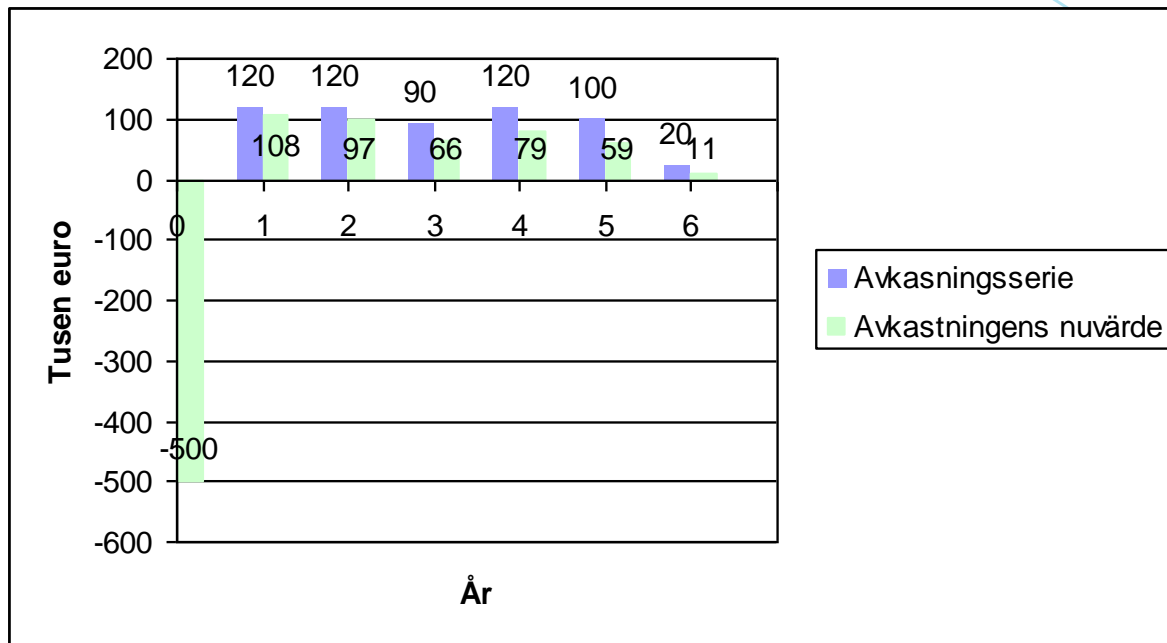 200
120 120 90 120 100
100
108 97 66 79 59 20 11
0
0 1 2 3 4 5 6
-100
-200
-300
-400
-500
-500
-600
Tusen euro
År
Avkasningsserie
Avkastningens nuvärde